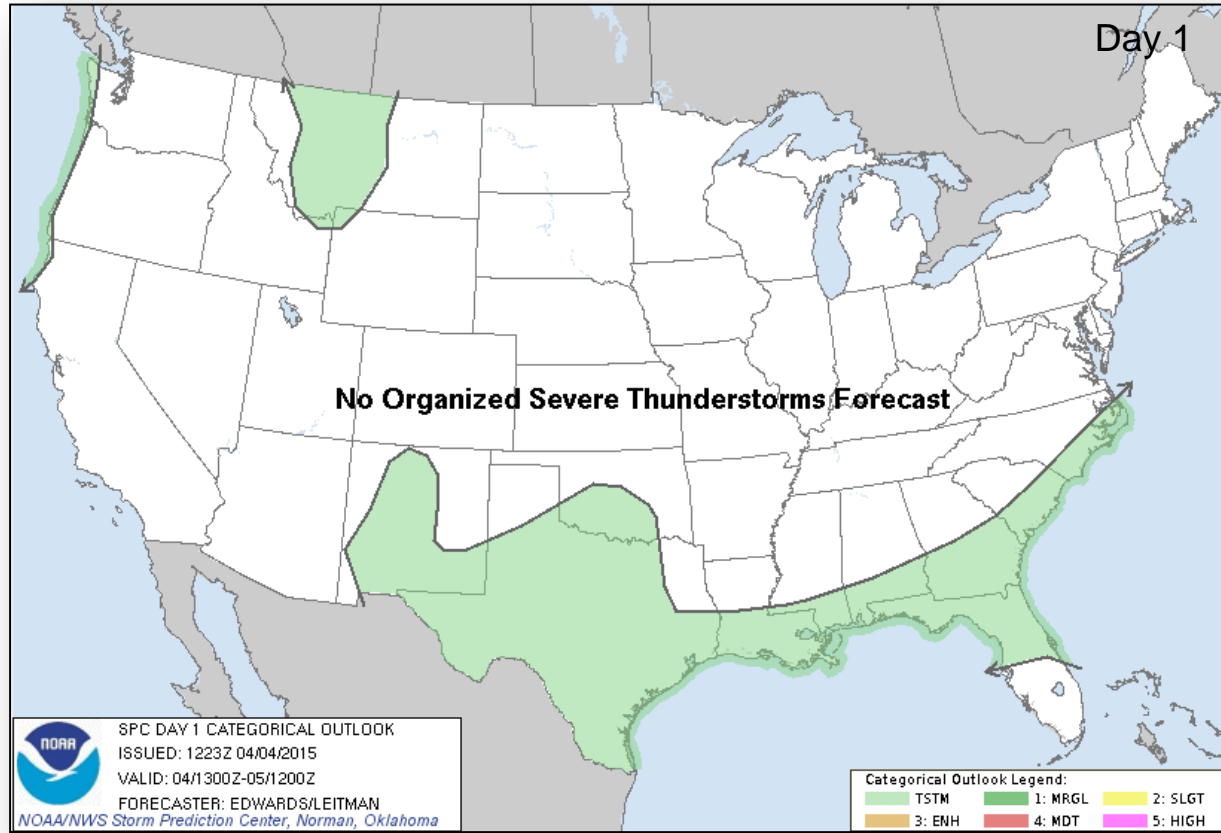 Day 1
No Organized Severe Thunderstorms Forecast
NOAA
SPC DAY 1 CATEGORICAL OUTLOOK
ISSUED: 1223Z 04/04/2015
VALID: 04/1300Z-05/1200Z
FORECASTER: EDWARDS/LEITMAN
NOAA/NWS Storm Prediction Center, Norman, Oklahoma
Categorical Outlook Legend:
TSTM 1: MRGL 2: SLGT
3: ENH 4: MDT 5: HIGH